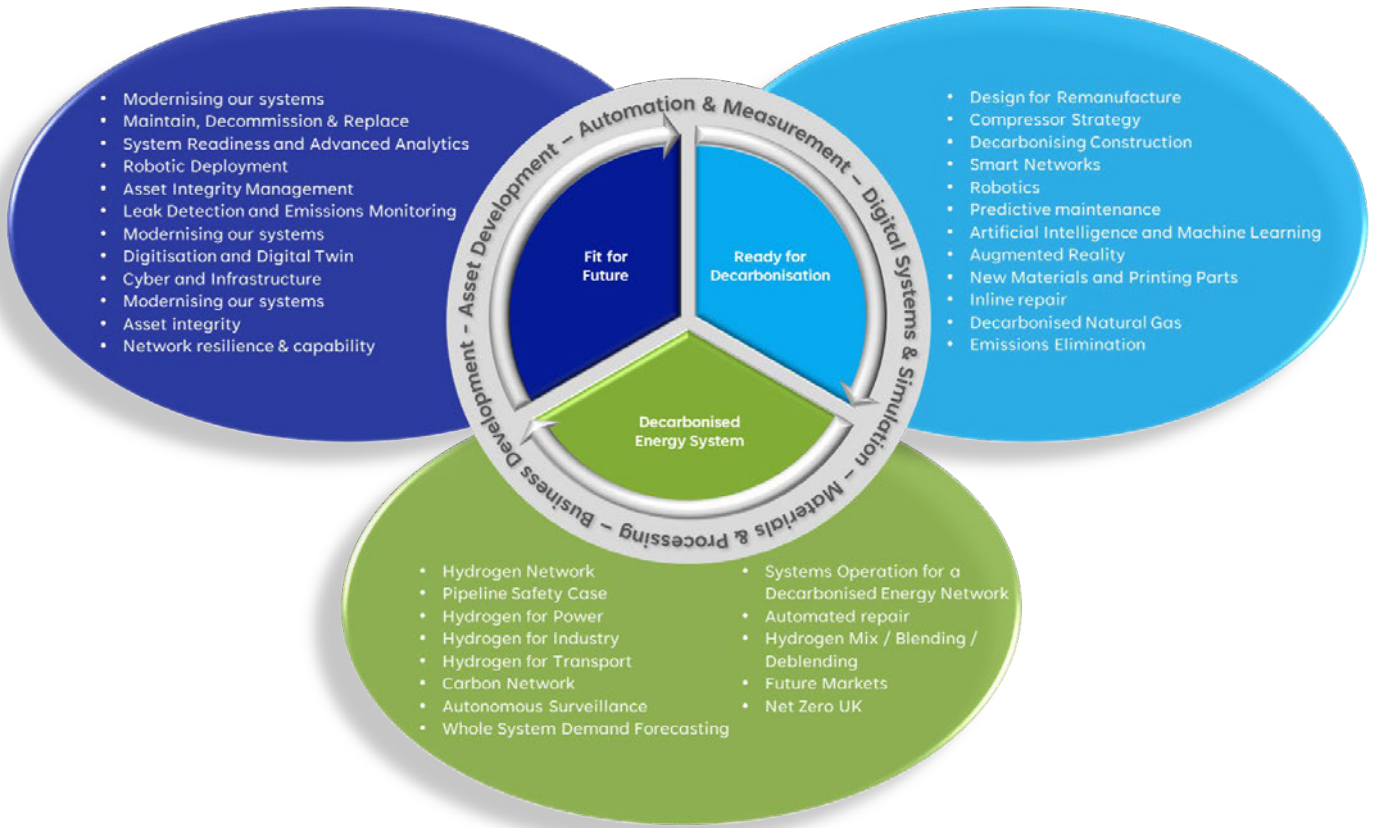 • Modernising our systems
• Maintain, Decommission & Replace
• System Readiness and Advanced Analytics
• Robotic Deployment
• Asset Integrity Management
• Leak Detection and Emissions Monitoring
• Modernising our systems
• Digitisation and Digital Twin
• Cyber and Infrastructure
• Modernising our systems
• Asset integrity
• Network resilience & capability
Business Development - Asset Development – Automation & Measurement – Digital Systems & Simulation – Materials & Processing –
Fit for
Future
Ready for
Decarbonisation
Decarbonised
Energy System
• Design for Remanufacture
• Compressor Strategy
• Decarbonising Construction
• Smart Networks
• Robotics
• Predictive maintenance
• Artificial Intelligence and Machine Learning
• Augmented Reality
• New Materials and Printing Parts
• Inline repair
• Decarbonised Natural Gas
• Emissions Elimination
• Hydrogen Network
• Pipeline Safety Case
• Hydrogen for Power
• Hydrogen for Industry
• Hydrogen for Transport
• Carbon Network
• Autonomous Surveillance
• Whole System Demand Forecasting
• Systems Operation for a
Decarbonised Energy Network
• Automated repair
• Hydrogen Mix / Blending /
Deblending
• Future Markets
• Net Zero UK